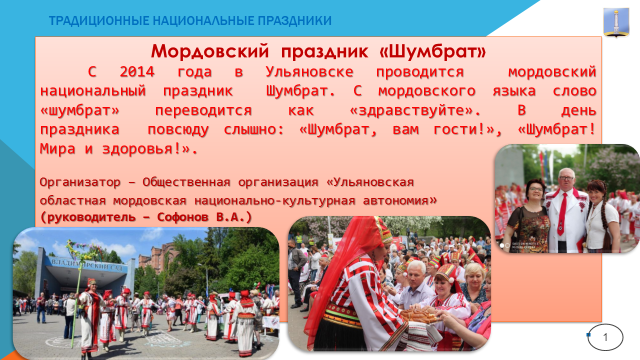 ТРАДИЦИОННЫЕ НАЦИОНАЛЬНЫЕ ПРАЗДНИКИ
Мордовский праздник «Шумбрат»
С 2014 года в Ульяновске проводится мордовский
национальный праздник Шумбрат. С мордовского языка слово
«шумбрат» переводится как «здравствуйте». В день
праздника повсюду слышно: «Шумбрат, вам гости!», «Шумбрат!
Мира и здоровья!».
Организатор – Общественная организация «Ульяновская
областная мордовская национально-культурная автономия»
(руководитель – Софонов В.А.)
ВЛАДИМИРСКИЙ САД
1